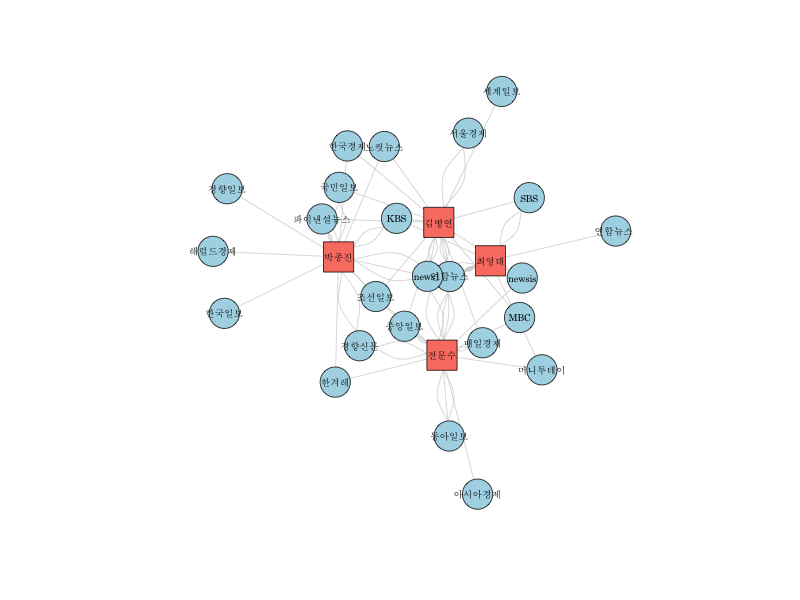 세계일보
서울경제
한국경제
노컷뉴스
국민일보
경향일보
SBS
파이낸셜뉴스
KBS
김병연
연합뉴스
헤럴드경제
박종진
최영대
news1
연합뉴스
newsis
조선일보
한국일보
MBC
중앙일보
경향신문
매일경제
전문수
머니투데이
한겨레
동아일보
아시아경제